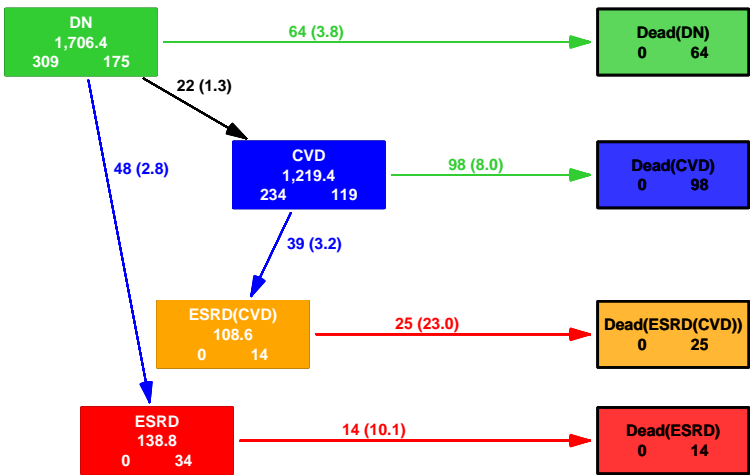 DN
1,706.4
309 175
64 (3.8)
Dead(DN)
0 64
22 (1.3)
CVD
1,219.4
234 119
98 (8.0)
Dead(CVD)
0 98
48 (2.8)
39 (3.2)
ESRD(CVD)
108.6
0 14
25 (23.0)
Dead(ESRD(CVD))
0 25
ESRD
138.8
0 34
14 (10.1)
Dead(ESRD)
0 14